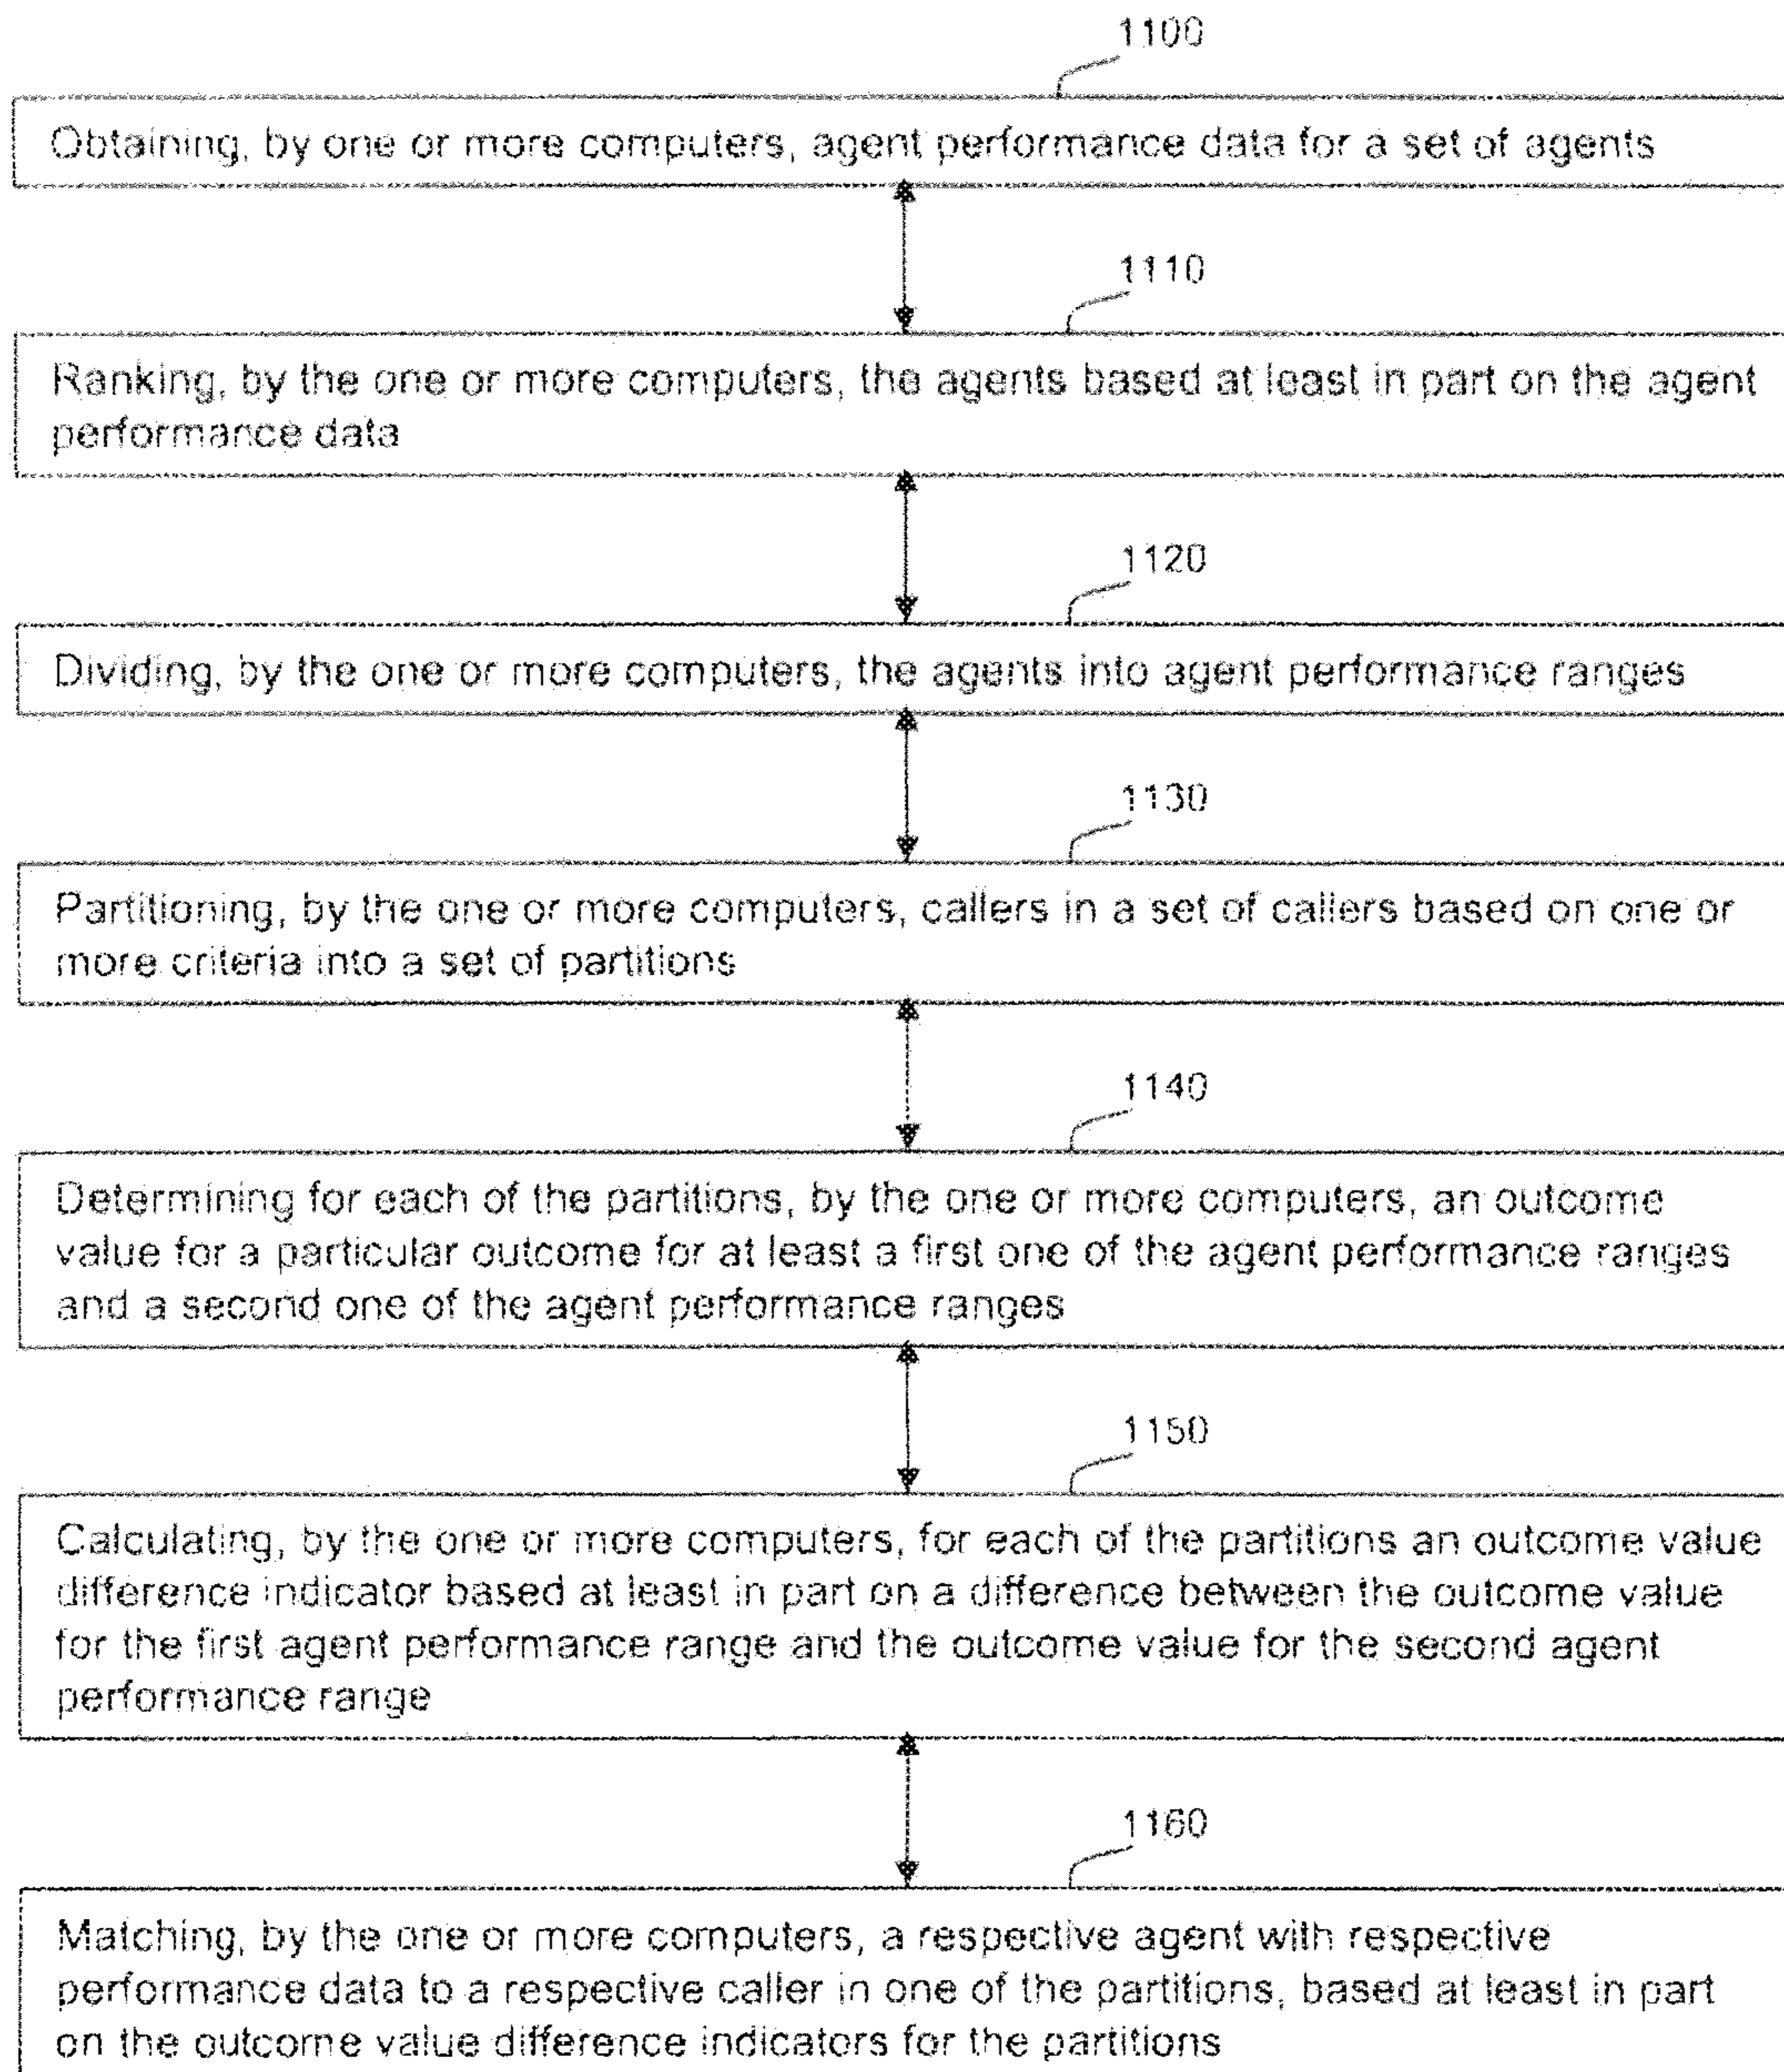 1100
Obtaining, by one or more computers, agent performance data for a set of agents
1110
Ranking, by the one or more computers, the agents based at least in part on the agent
performance data
1120
Dividing, by the one or more computers, the agents into agent performance ranges
1130
Partitioning, by the one or more computers, callers in a set of callers based on one or
more criteria into a set of partitions
1140
Determining for each of the partitions, by the one or more computers, an outcome
value for a particular outcome for at least a first one of the agent performance ranges
and a second one of the agent performance ranges
1150
Calculating, by the one or more computers, for each of the partitions an outcome value
difference indicator based at least in part on a difference between the outcome value
for the first agent performance range and the outcome value for the second agent
performance range
1160
Matching, by the one or more computers, a respective agent with respective
performance data to a respective caller in one of the partitions, based at least in part
on the outcome value difference indicators for the partitions